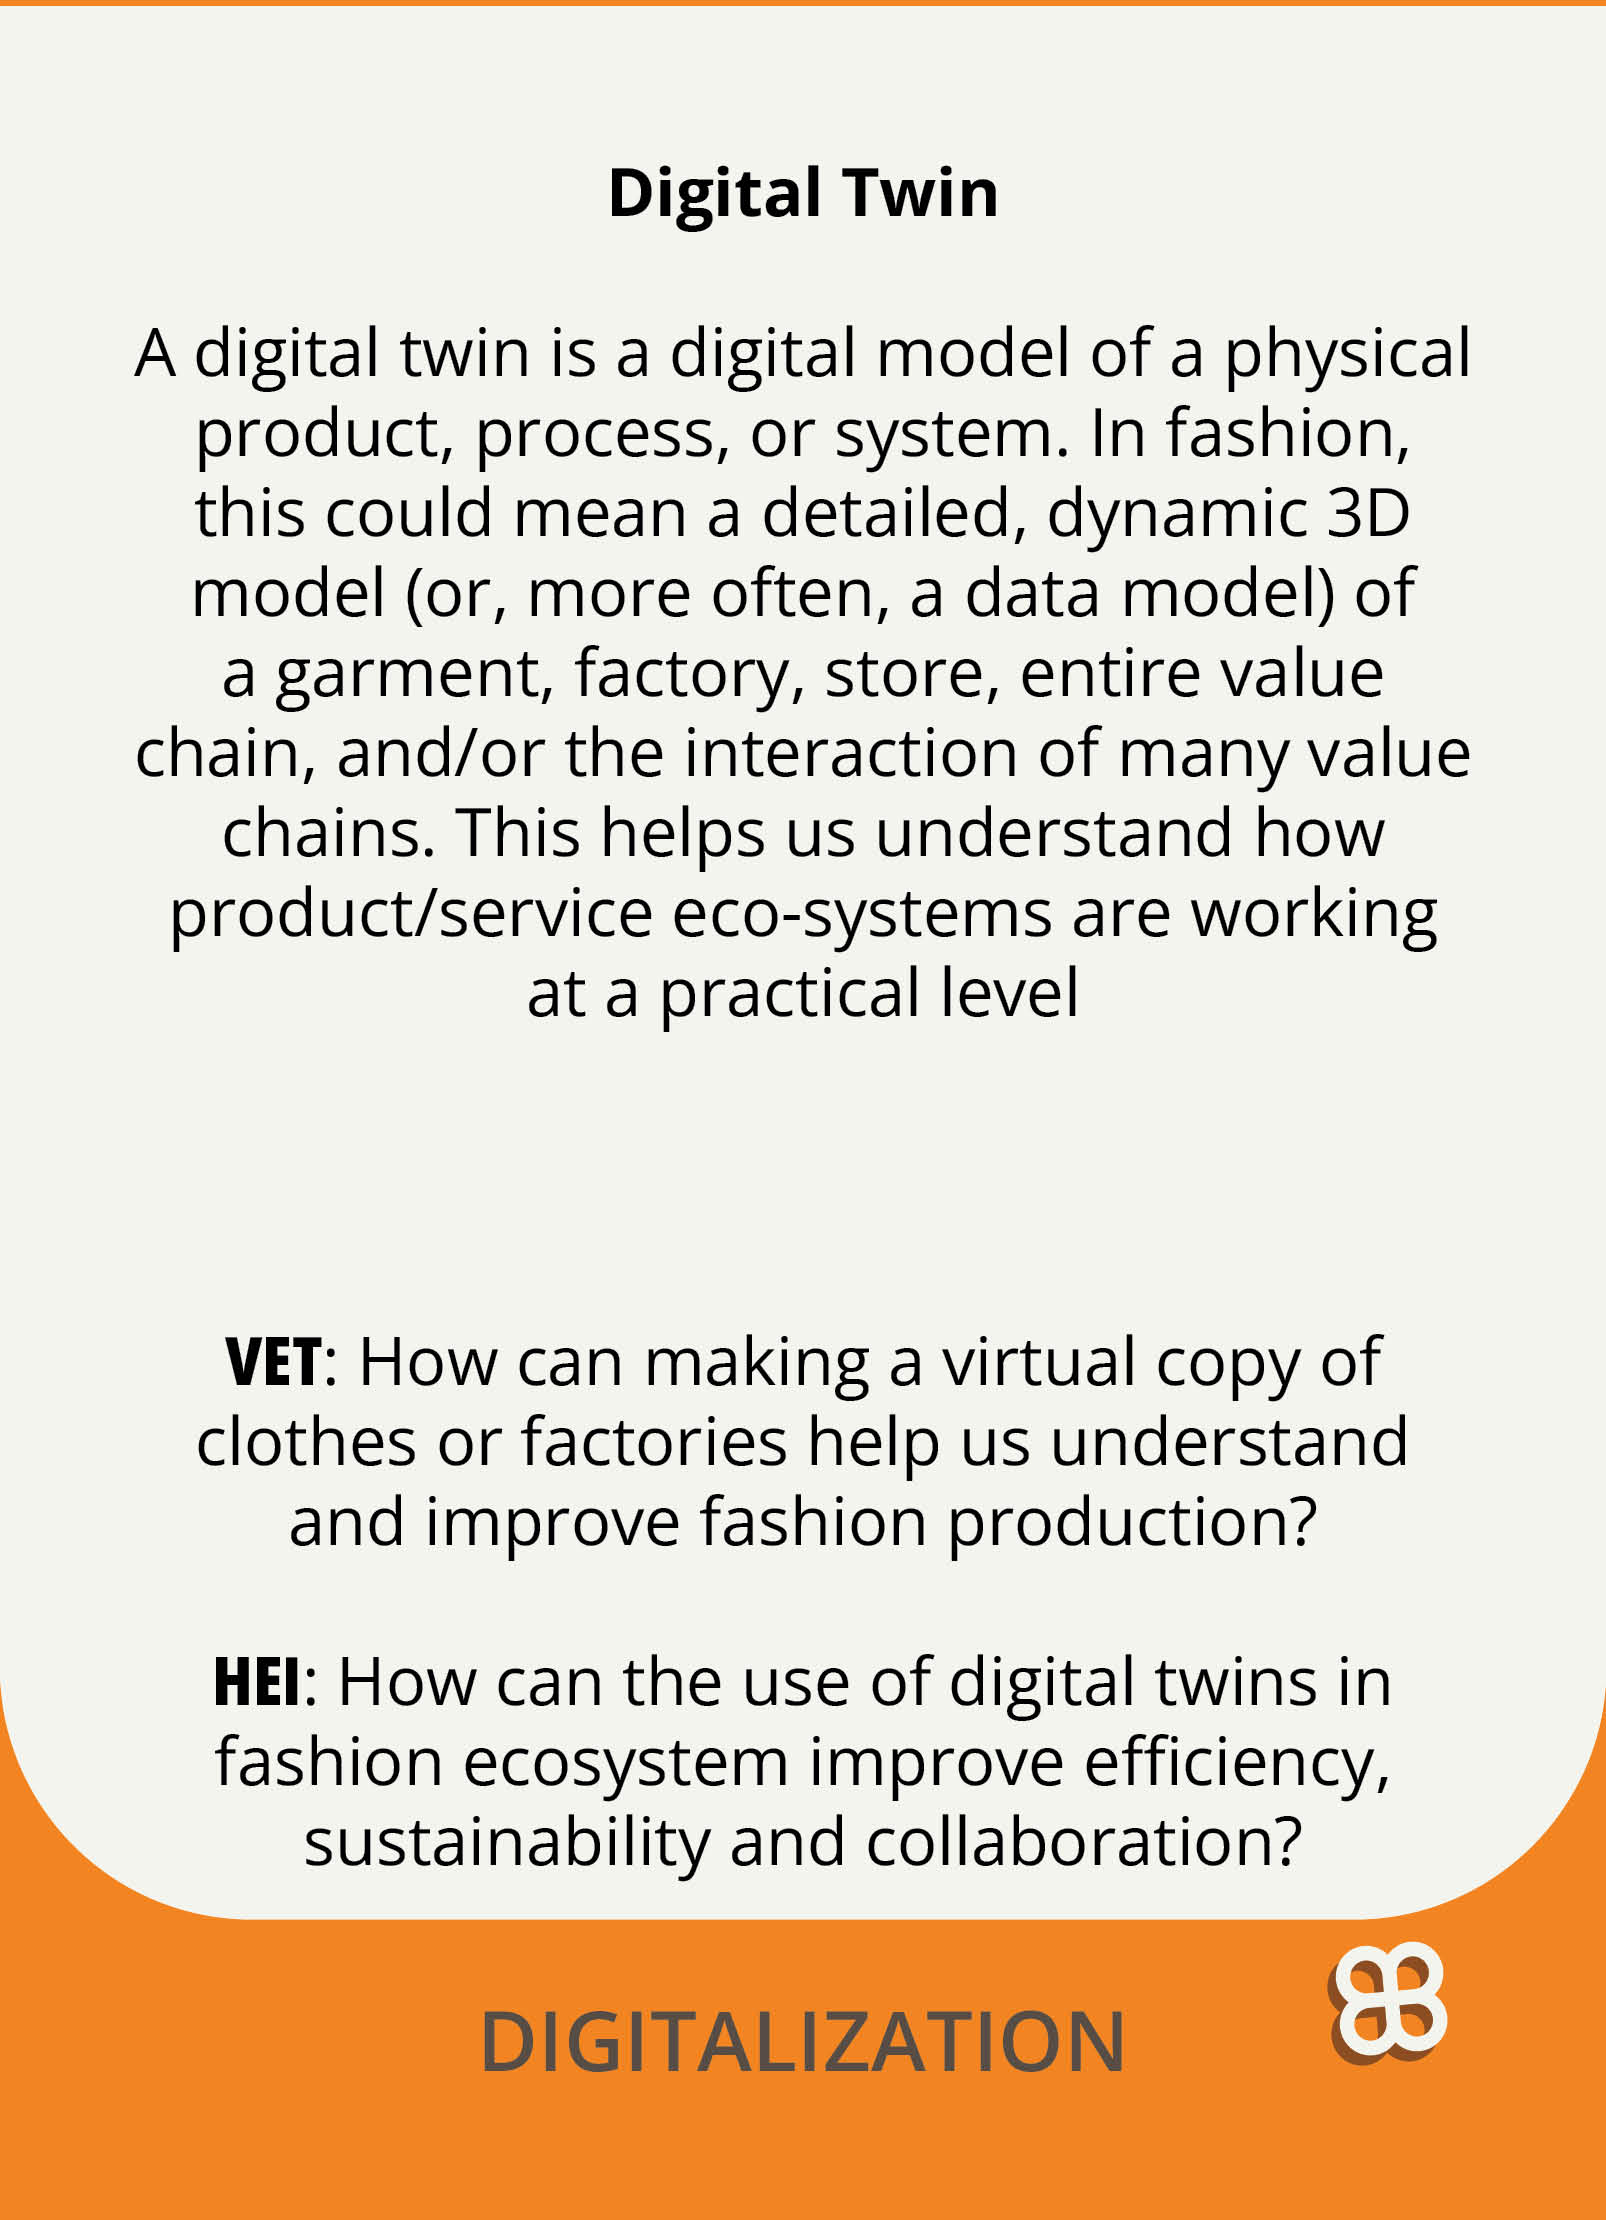 Digital Twin
A digital twin is a digital model of a physical
product, process, or system. In fashion,
this could mean a detailed, dynamic 3D
model (or, more often, a data model) of
a garment, factory, store, entire value
chain, and/or the interaction of many value
chains. This helps us understand how
product/service eco-systems are working
at a practical level
VET: How can making a virtual copy of
clothes or factories help us understand
and improve fashion production?
HEI: How can the use of digital twins in
fashion ecosystem improve efficiency,
sustainability and collaboration?
DIGITALIZATION